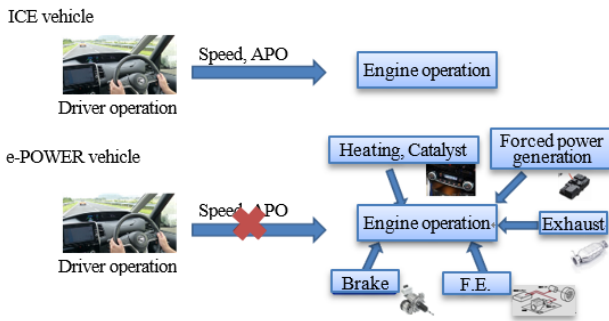 ICE vehicle
Speed, APO
Engine operation
Driver operation
e-POWER vehicle
Heating, Catalyst
Forced power
generation
Speed, APO
Engine operation
Exhaust
Driver operation
Brake
F.E.